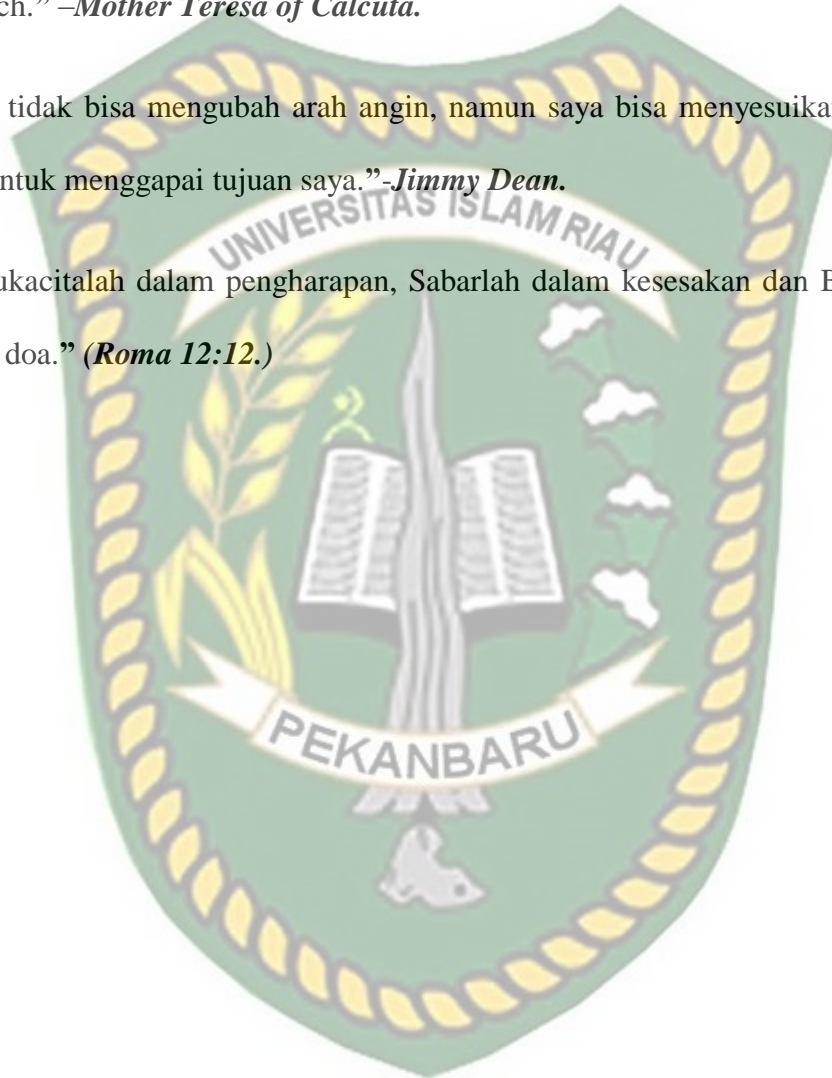 ch.” –Mother Teresa of Calcuta.
tidak bisa mengubah arah angin, namun saya bisa menyesuika
ntuk menggapai tujuan saya.”-Jimmy Dean.
UNIVERSITAS ISLAM RIAU
ukacitalah dalam pengharapan, Sabarlah dalam kesesakan dan B
doa.” (Roma 12:12.)
PEKANBARU